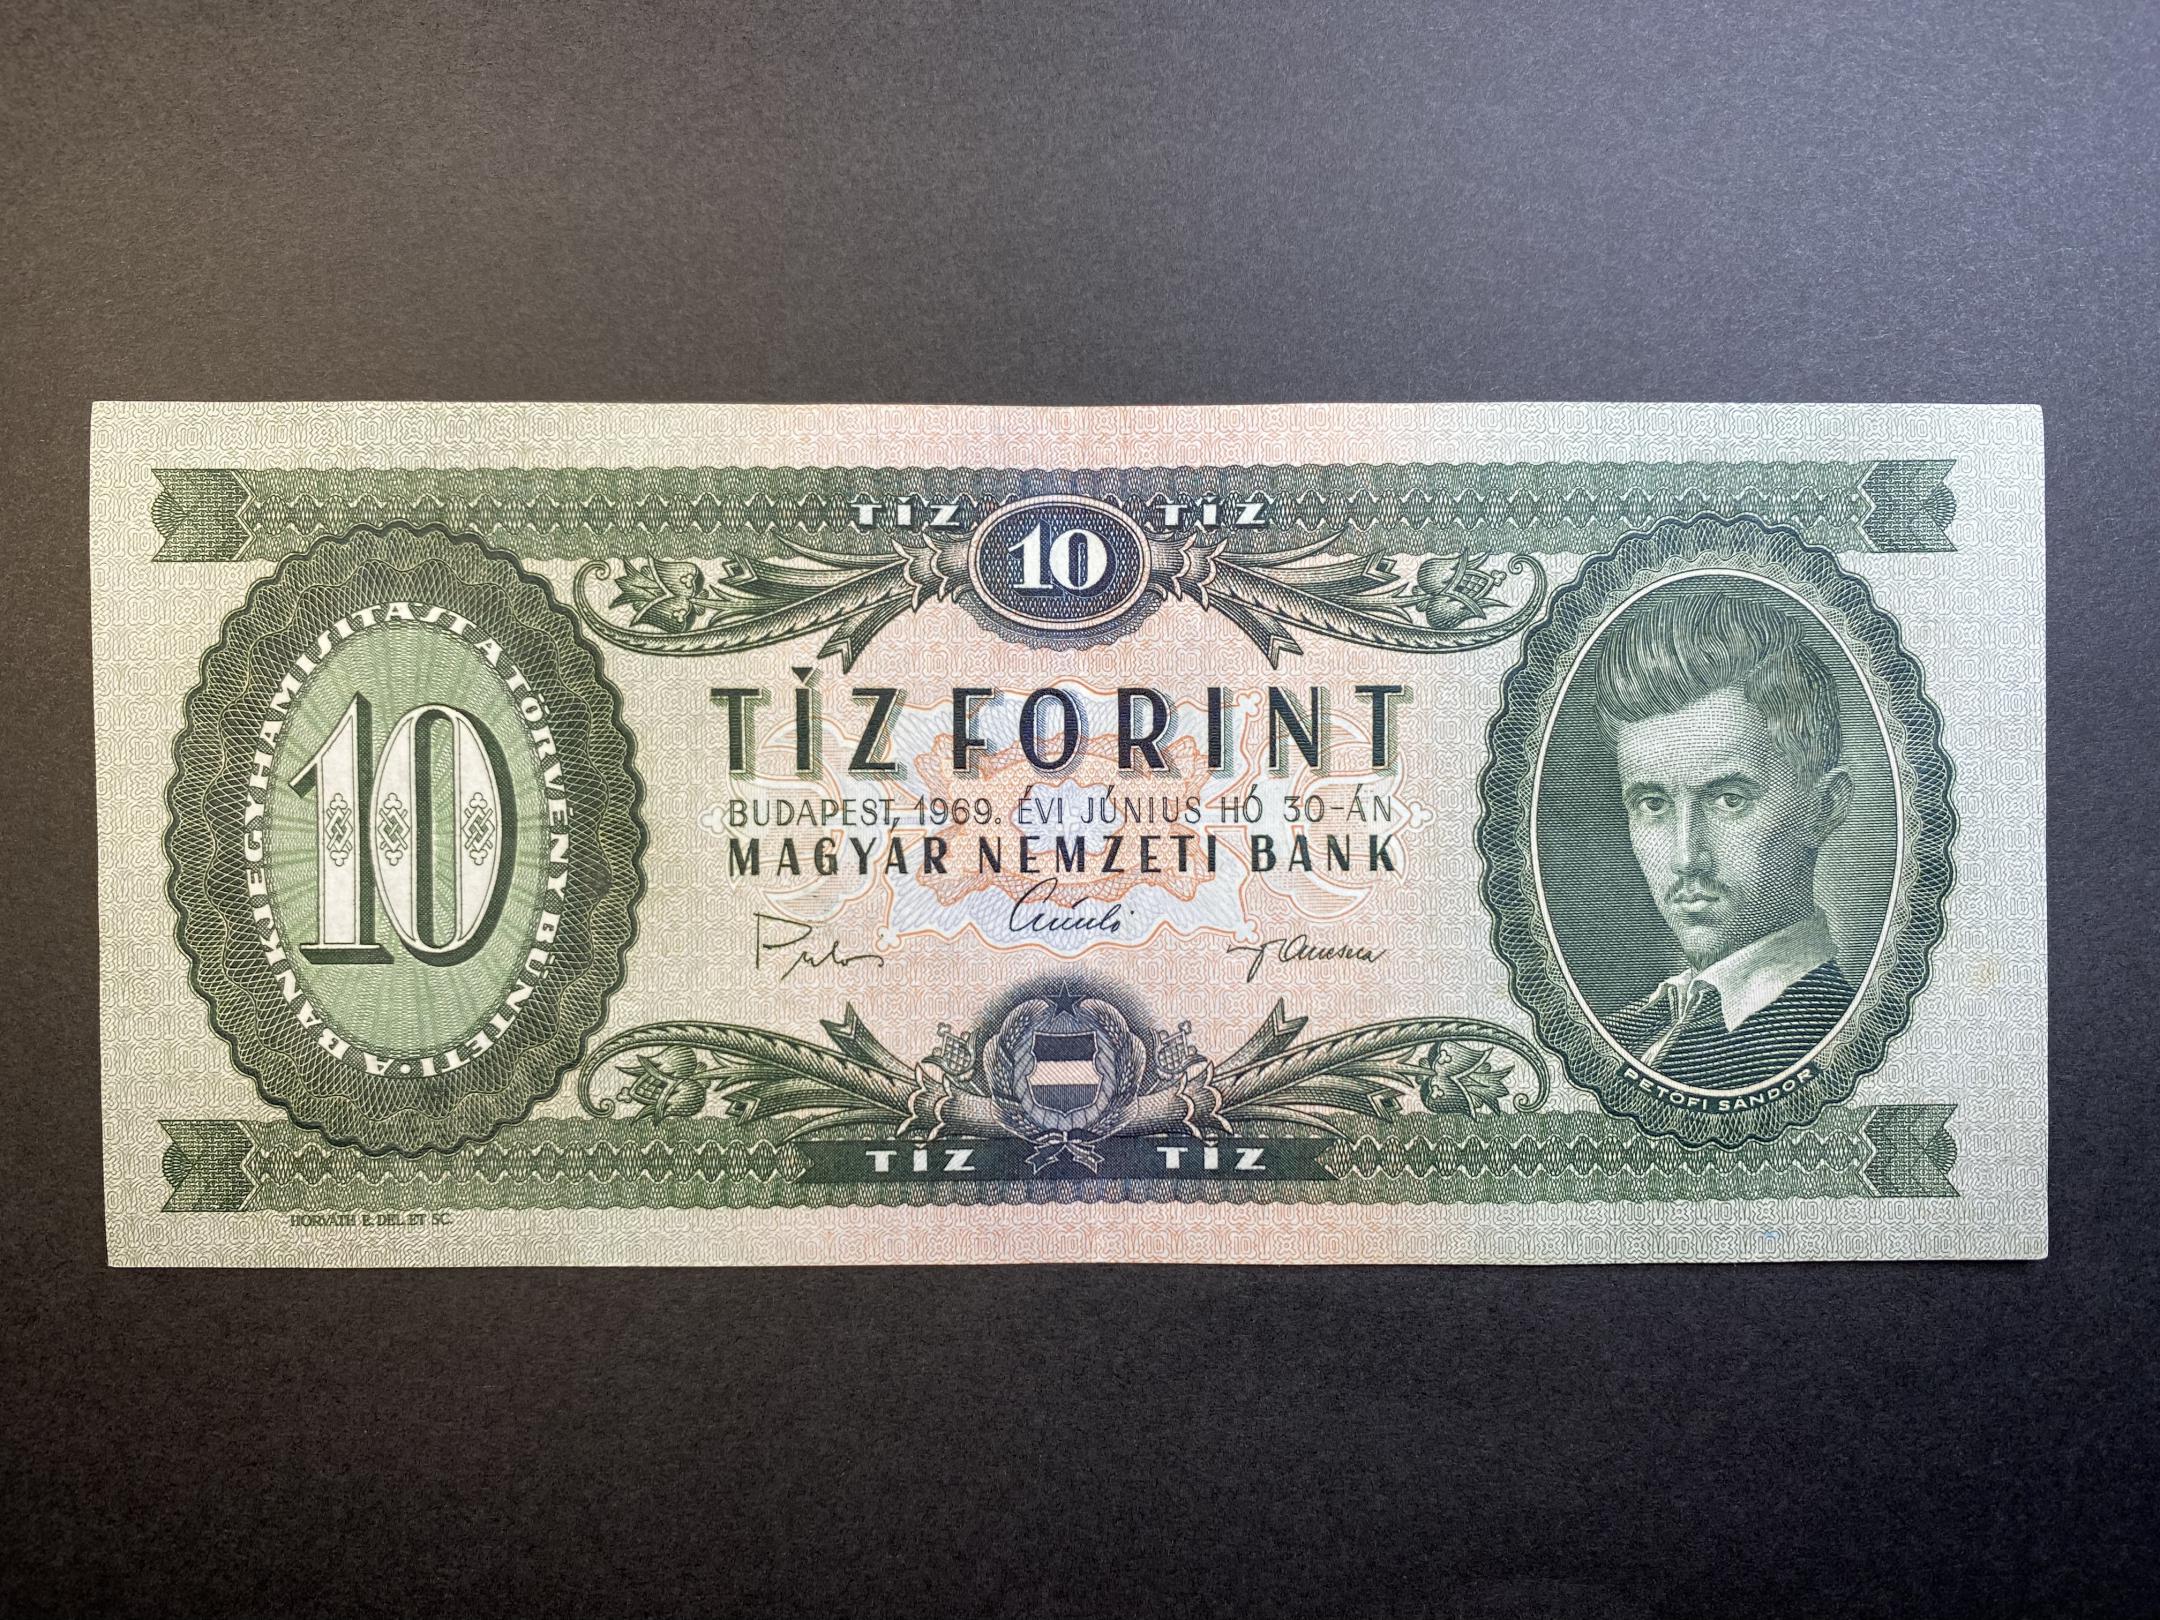 TÍZ 10 TÍZ
A BANKJEGYHAMISÍTÁST A TÖRVÉNY BÜNTETI •
10
TÍZ FORINT
BUDAPEST, 1969. ÉVI JÚNIUS HÓ 30-ÁN
MAGYAR NEMZETI BANK
PETŐFI SÁNDOR
TÍZ TÍZ
HORVÁTH E. DEL. ET SC.